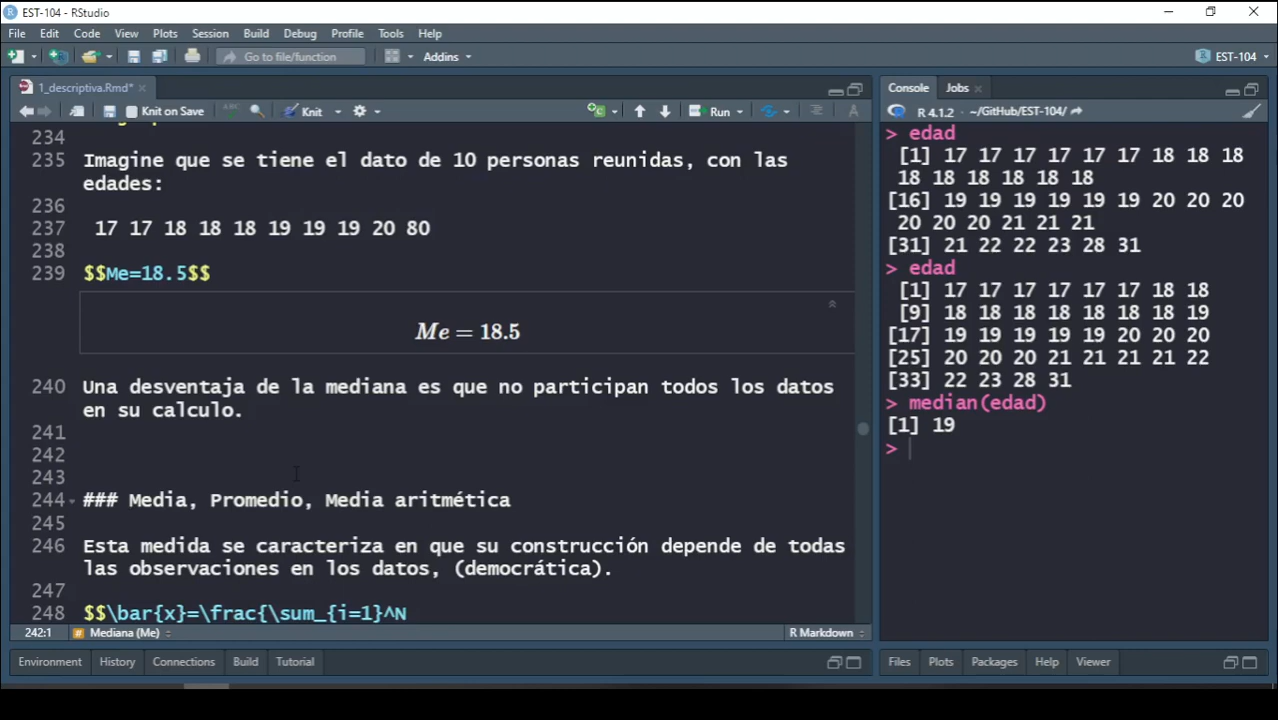 EST-104 - RStudio
File Edit Code View Plots Session Build Debug Profile Tools Help
Go to file/function Addins EST-104
1_descriptiva.Rmd*
Knit on Save Knit Run
234
235 Imagine que se tiene el dato de 10 personas reunidas, con las
edades:
236
237 17 17 18 18 18 19 19 19 20 80
238
239 $$Me=18.5$$
Me = 18.5
240 Una desventaja de la mediana es que no participan todos los datos
en su calculo.
241
242
243
244 ### Media, Promedio, Media aritmética
245
246 Esta medida se caracteriza en que su construcción depende de todas
las observaciones en los datos, (democrática).
247
248 $$\bar{x}=\frac{\sum_{i=1}^N
242:1 # Mediana (Me) R Markdown
Environment History Connections Build Tutorial
Console Jobs
R 4.1.2 · ~/GitHub/EST-104/
> edad
[1] 17 17 17 17 17 17 18 18 18
18 18 18 18 18 18
[16] 19 19 19 19 19 19 20 20 20
20 20 20 21 21 21
[31] 21 22 22 23 28 31
> edad
[1] 17 17 17 17 17 17 18 18
[9] 18 18 18 18 18 18 18 19
[17] 19 19 19 19 19 20 20 20
[25] 20 20 20 21 21 21 21 22
[33] 22 23 28 31
> median(edad)
[1] 19
>
Files Plots Packages Help Viewer